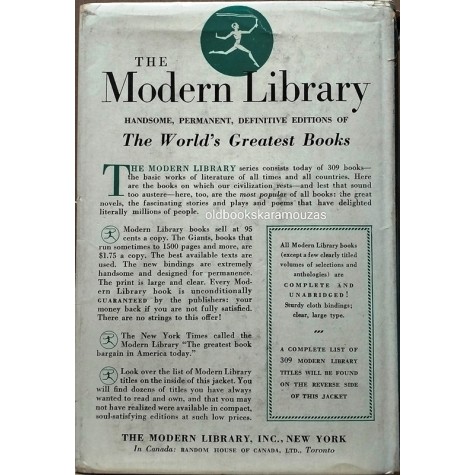 THE
Modern Library
HANDSOME, PERMANENT, DEFINITIVE EDITIONS OF
The World's Greatest Books
THE MODERN LIBRARY series consists today of 309 books—
the basic works of literature of all times and all countries. Here
are the books on which our civilization rests—and lest that sound
too austere—here, too, are the most popular of all books: the great
novels, the fascinating stories and plays and poems that have delighted
literally millions of people.
oldbookskaramouzas
Modern Library books sell at 95
cents a copy. The Giants, books that
run sometimes to 1500 pages and more, are
$1.75 a copy. The best available texts are
used. The new bindings are extremely
handsome and designed for permanence.
The print is large and clear. Every Mod-
ern Library book is unconditionally
GUARANTEED by the publishers: your
money back if you are not fully satisfied.
There are no strings to this offer!
The New York Times called the
Modern Library "The greatest book
bargain in America today."
Look over the list of Modern Library
titles on the inside of this jacket. You
will find dozens of titles you have always
wanted to read and own, and that you may
not have realized were available in compact,
soul-satisfying editions at such low prices.
All Modern Library books
(except a few clearly titled
volumes of selections and
anthologies) are
COMPLETE AND
UNABRIDGED!
Sturdy cloth bindings;
clear, large type.
A COMPLETE LIST OF
309 MODERN LIBRARY
TITLES WILL BE FOUND
ON THE REVERSE SIDE
OF THIS JACKET
THE MODERN LIBRARY, INC., NEW YORK
In Canada: RANDOM HOUSE OF CANADA, LTD., Toronto